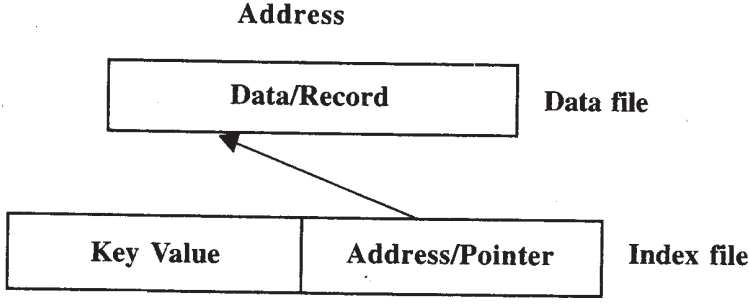 Address
Data/Record Data file
Key Value Address/Pointer Index file